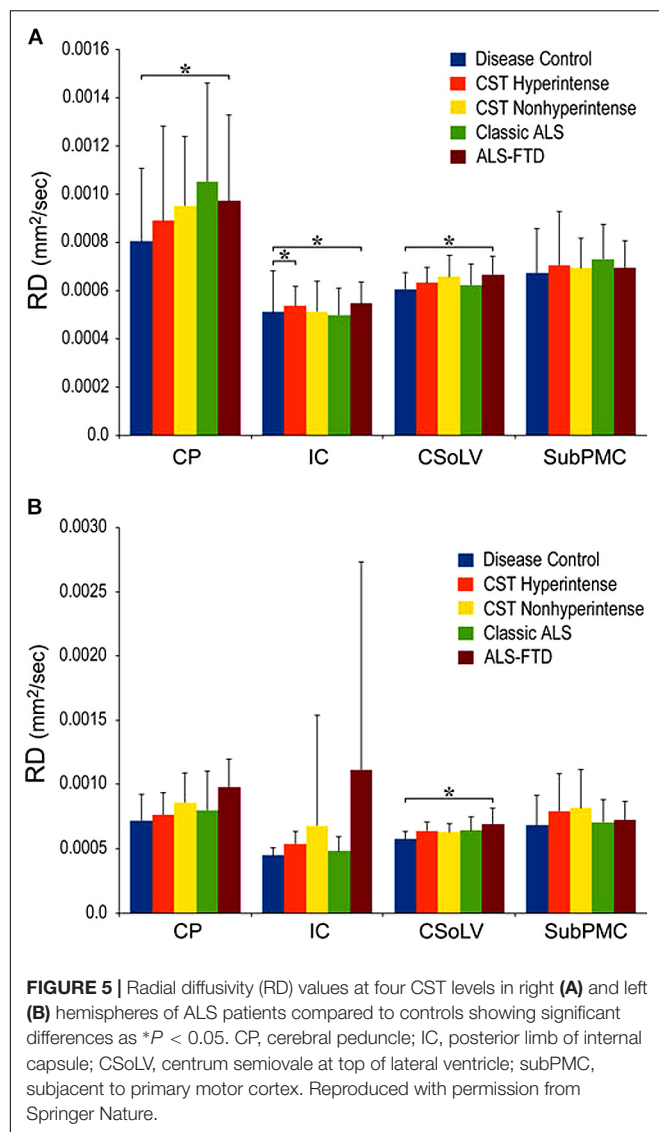 A
0.0016
0.0014
0.0012
0.0010
0.0008
0.0006
0.0004
0.0002
0.0
RD (mm²/sec)
Disease Control
CST Hyperintense
CST Nonhyperintense
Classic ALS
ALS-FTD
*
*
*
*
CP IC CSoLV SubPMC
B
0.0030
0.0025
0.0020
0.0015
0.0010
0.0005
0.0
RD (mm²/sec)
Disease Control
CST Hyperintense
CST Nonhyperintense
Classic ALS
ALS-FTD
*
CP IC CSoLV SubPMC
FIGURE 5 | Radial diffusivity (RD) values at four CST levels in right (A) and left
(B) hemispheres of ALS patients compared to controls showing significant
differences as *P < 0.05. CP, cerebral peduncle; IC, posterior limb of internal
capsule; CSoLV, centrum semiovale at top of lateral ventricle; subPMC,
subjacent to primary motor cortex. Reproduced with permission from
Springer Nature.